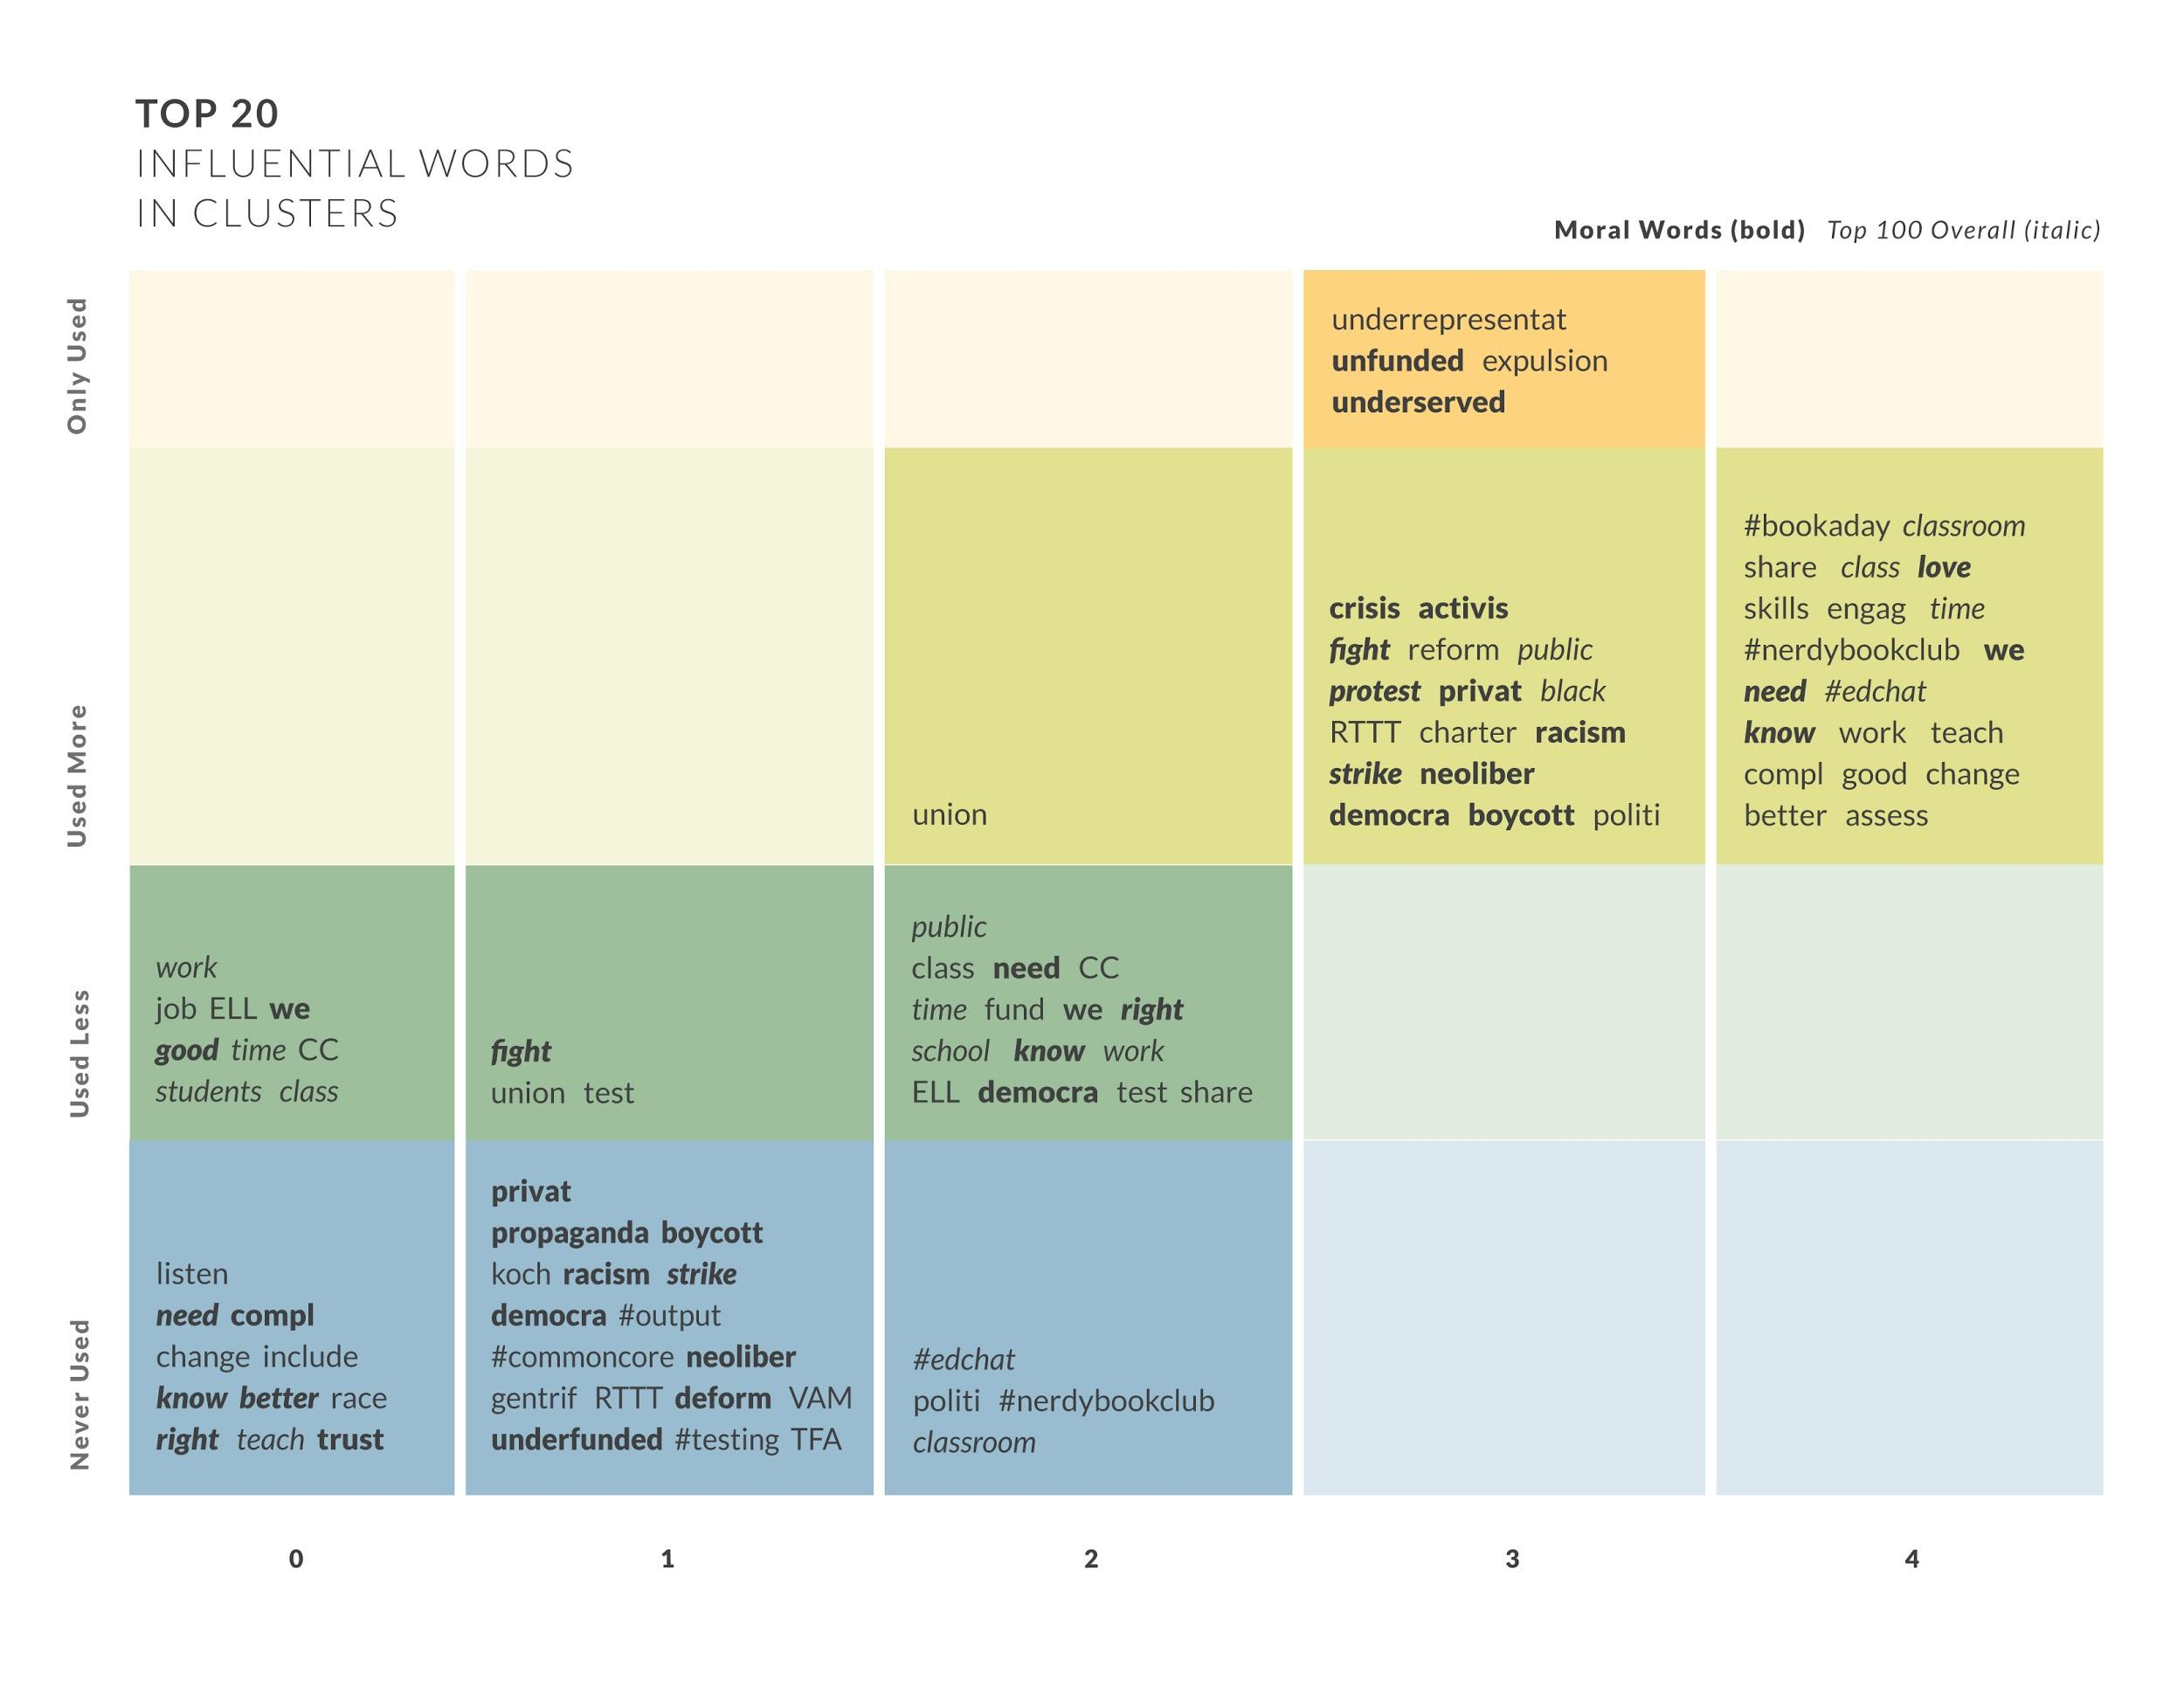 TOP 20
INFLUENTIAL WORDS
IN CLUSTERS
Moral Words (bold) Top 100 Overall (italic)
Only Used
underrepresentat
unfunded expulsion
underserved
Used More
union
crisis activis
fight reform public
protest privat black
RTTT charter racism
strike neoliber
democra boycott politi
#bookaday classroom
share class love
skills engag time
#nerdybookclub we
need #edchat
know work teach
compl good change
better assess
Used Less
work
job ELL we
good time CC
students class
fight
union test
public
class need CC
time fund we right
school know work
ELL democra test share
Never Used
listen
need compl
change include
know better race
right teach trust
privat
propaganda boycott
koch racism strike
democra #output
#commoncore neoliber
gentrif RTTT deform VAM
underfunded #testing TFA
#edchat
politi #nerdybookclub
classroom
0 1 2 3 4